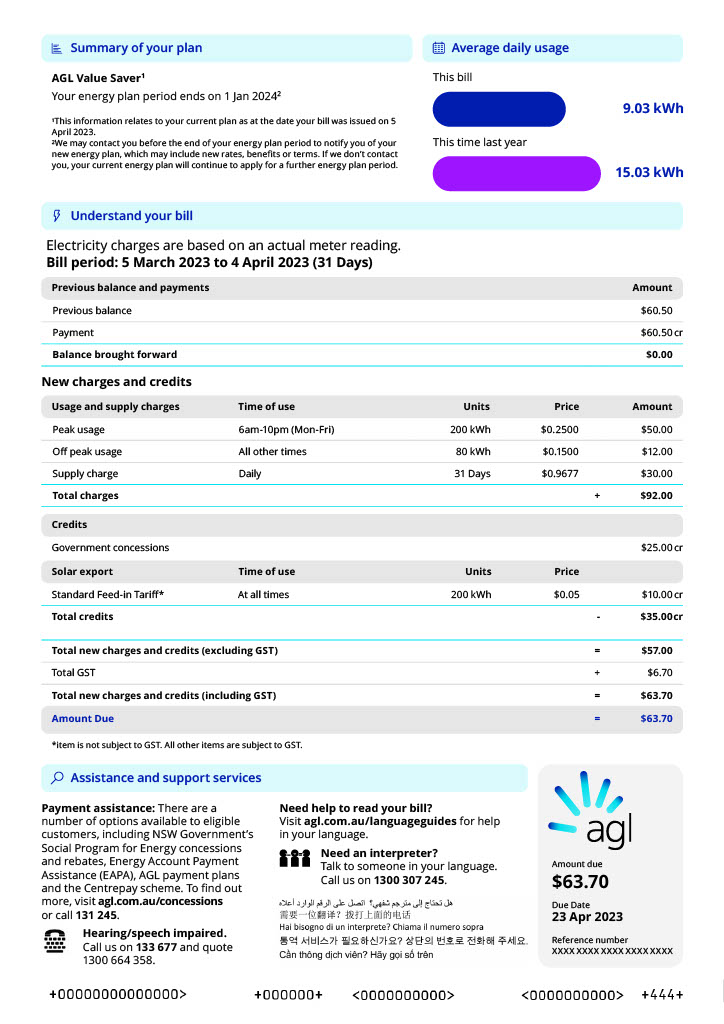 Summary of your plan
AGL Value Saver¹
Your energy plan period ends on 1 Jan 2024²
¹This information relates to your current plan as at the date your bill was issued on 5
April 2023.
²We may contact you before the end of your energy plan period to notify you of your
new energy plan, which may include new rates, benefits or terms. If we don't contact
you, your current energy plan will continue to apply for a further energy plan period.
Average daily usage
This bill
9.03 kWh
This time last year
15.03 kWh
Understand your bill
Electricity charges are based on an actual meter reading.
Bill period: 5 March 2023 to 4 April 2023 (31 Days)
Previous balance and payments Amount
Previous balance $60.50
Payment $60.50 cr
Balance brought forward $0.00
New charges and credits
Usage and supply charges Time of use Units Price Amount
Peak usage 6am-10pm (Mon-Fri) 200 kWh $0.2500 $50.00
Off peak usage All other times 80 kWh $0.1500 $12.00
Supply charge Daily 31 Days $0.9677 $30.00
Total charges + $92.00
Credits
Government concessions $25.00 cr
Solar export Time of use Units Price
Standard Feed-in Tariff* At all times 200 kWh $0.05 $10.00 cr
Total credits - $35.00 cr
Total new charges and credits (excluding GST) = $57.00
Total GST + $6.70
Total new charges and credits (including GST) = $63.70
Amount Due = $63.70
*item is not subject to GST. All other items are subject to GST.
Assistance and support services
Payment assistance: There are a
number of options available to eligible
customers, including NSW Government's
Social Program for Energy concessions
and rebates, Energy Account Payment
Assistance (EAPA), AGL payment plans
and the Centrepay scheme. To find out
more, visit agl.com.au/concessions
or call 131 245.
Hearing/speech impaired.
Call us on 133 677 and quote
1300 664 358.
Need help to read your bill?
Visit agl.com.au/languageguides for help
in your language.
Need an interpreter?
Talk to someone in your language.
Call us on 1300 307 245.
هل تحتاج إلى مترجم شفهي؟ اتصل على الرقم الوارد أعلاه
需要一位翻译？拨打上面的电话
Hai bisogno di un interprete? Chiama il numero sopra
통역 서비스가 필요하신가요? 상단의 번호로 전화해 주세요.
Cần thông dịch viên? Hãy gọi số trên
agl
Amount due
$63.70
Due Date
23 Apr 2023
Reference number
XXXX XXXX XXXX XXXX XXXX
+00000000000000> +000000+ <0000000000> <0000000000> +444+